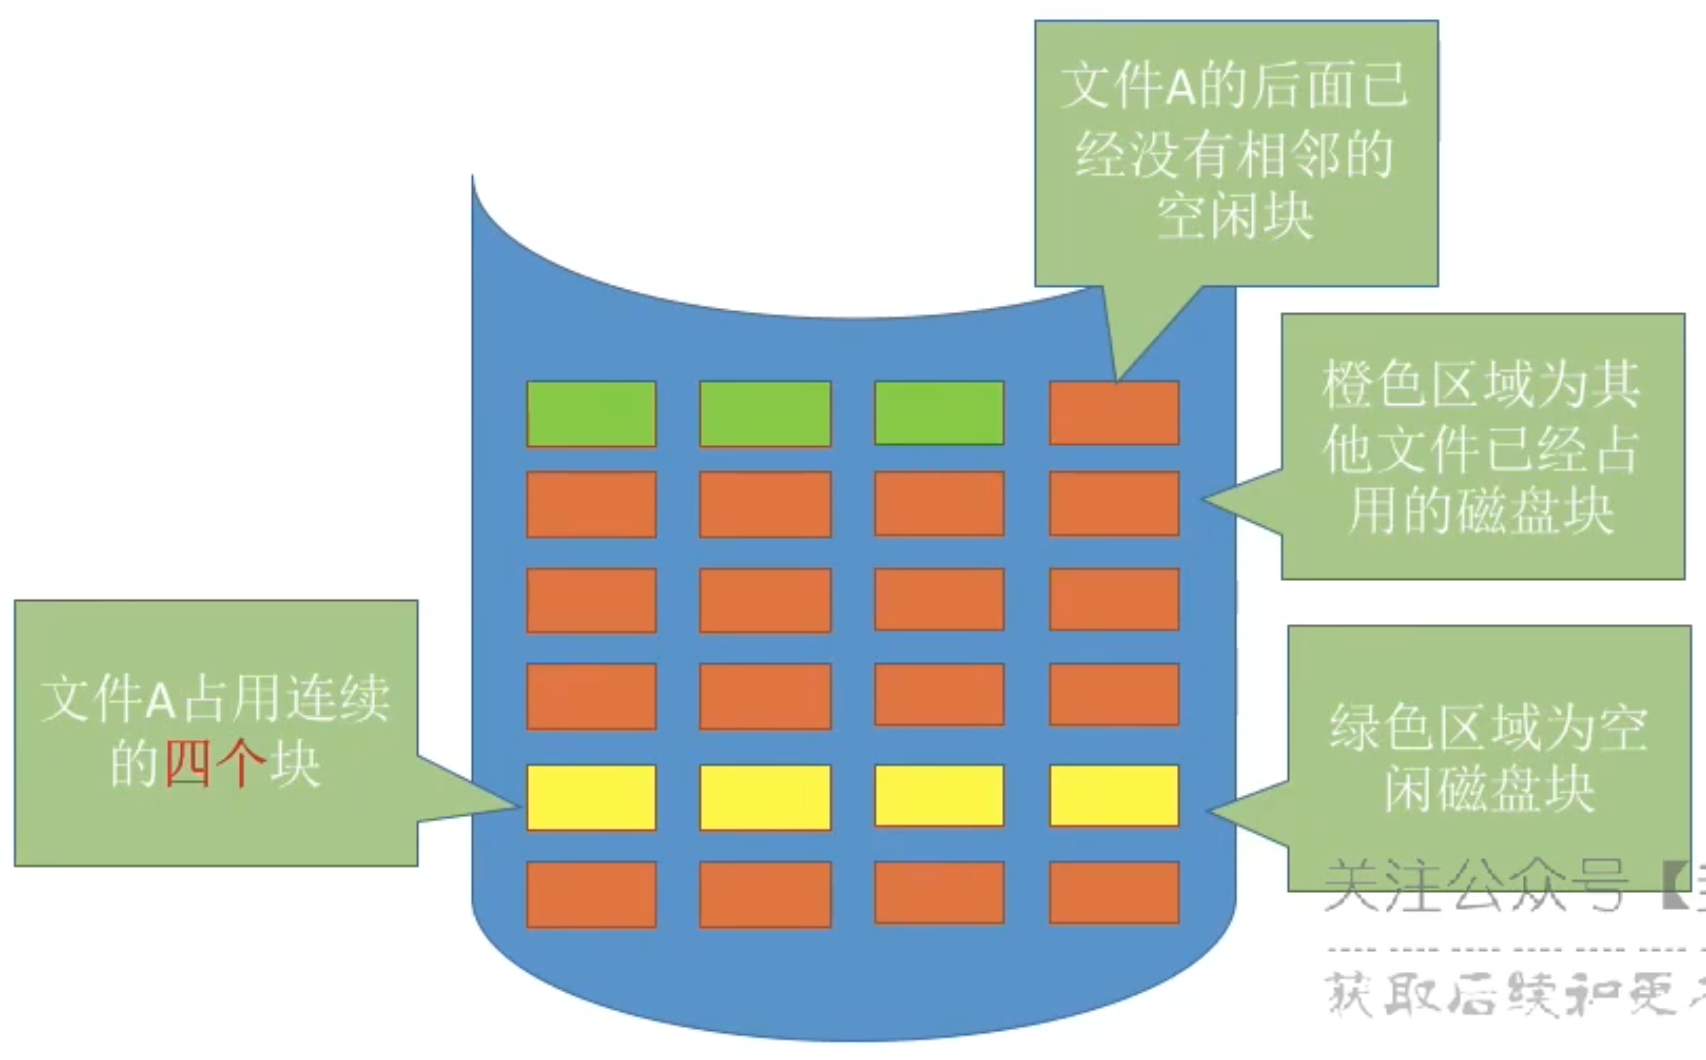 文件A的后面已
经没有相邻的
空闲块
橙色区域为其
他文件已经占
用的磁盘块
文件A占用连续
的四个块
绿色区域为空
闲磁盘块
关注公众号【
获取后续和更